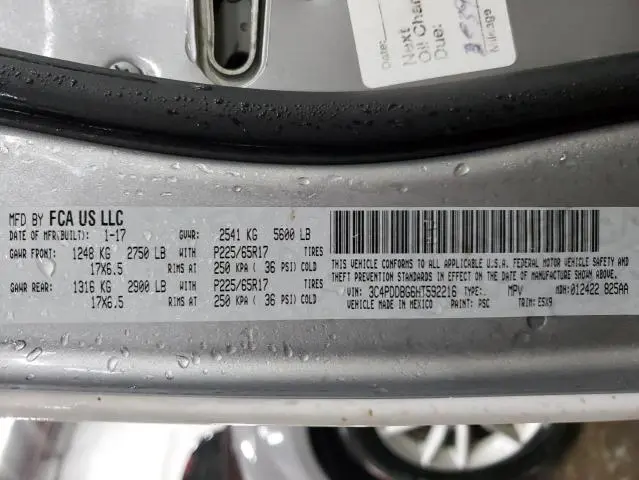 Date:
Next
Oil Chan
Due:
Mileage
MFD BY FCA US LLC
DATE OF MFR(BUILT): 1-17 GVWR: 2541 KG 5600 LB
GAWR FRONT: 1248 KG 2750 LB WITH P225/65R17 TIRES
17X6.5 RIMS AT 250 KPA ( 36 PSI) COLD
GAWR REAR: 1316 KG 2900 LB WITH P225/65R17 TIRES
17X6.5 RIMS AT 250 KPA ( 36 PSI) COLD
THIS VEHICLE CONFORMS TO ALL APPLICABLE U.S.A. FEDERAL MOTOR VEHICLE SAFETY AND
THEFT PREVENTION STANDARDS IN EFFECT ON THE DATE OF MANUFACTURE SHOWN ABOVE.
VIN: 3C4PDDBG6HT592216 TYPE: MPV MDH: 012422 825AA
VEHICLE MADE IN MEXICO PAINT: PSC TRIM: E5X9